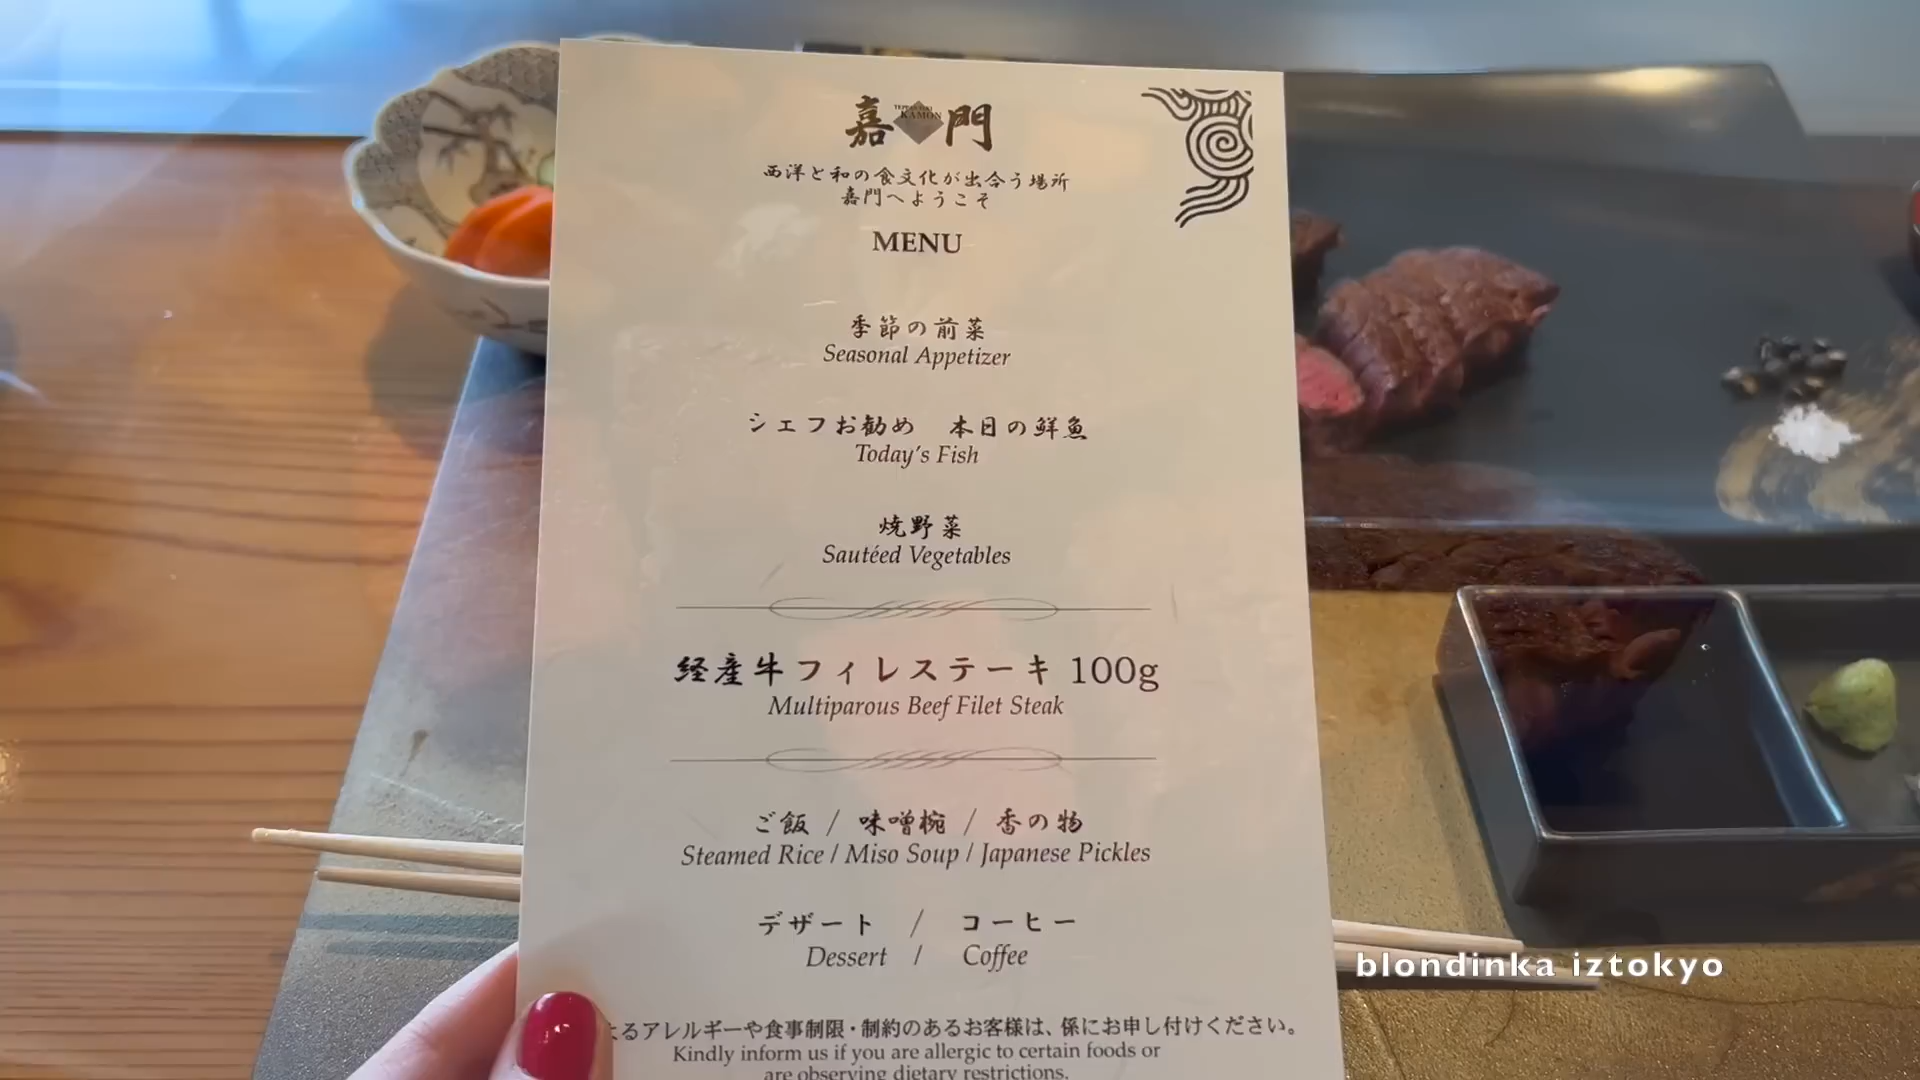 嘉 TEPPANYAKI KAMON 門
西洋と和の食文化が出合う場所
嘉門へようこそ
MENU
季節の前菜
Seasonal Appetizer
シェフお勧め 本日の鮮魚
Today's Fish
焼野菜
Sautéed Vegetables
経産牛フィレステーキ 100g
Multiparous Beef Filet Steak
ご飯 / 味噌椀 / 香の物
Steamed Rice / Miso Soup / Japanese Pickles
デザート / コーヒー
Dessert / Coffee
よるアレルギーや食事制限・制約のあるお客様は、係にお申し付けください。
Kindly inform us if you are allergic to certain foods or
are observing dietary restrictions.
blondinka iztokyo